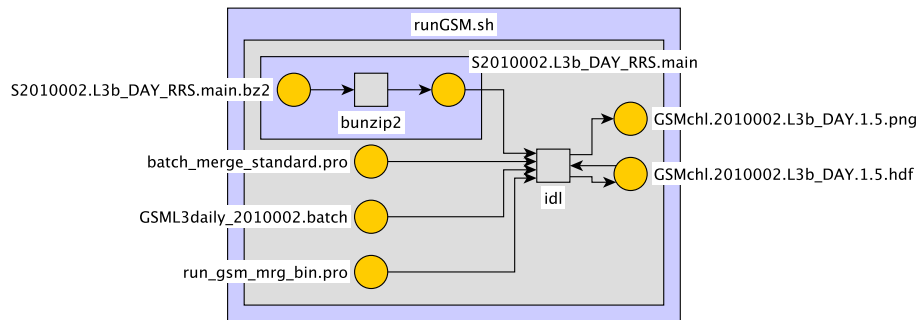 runGSM.sh
S2010002.L3b_DAY_RRS.main
S2010002.L3b_DAY_RRS.main.bz2
bunzip2
GSMchl.2010002.L3b_DAY.1.5.png
batch_merge_standard.pro
GSMchl.2010002.L3b_DAY.1.5.hdf
idl
GSML3daily_2010002.batch
run_gsm_mrg_bin.pro